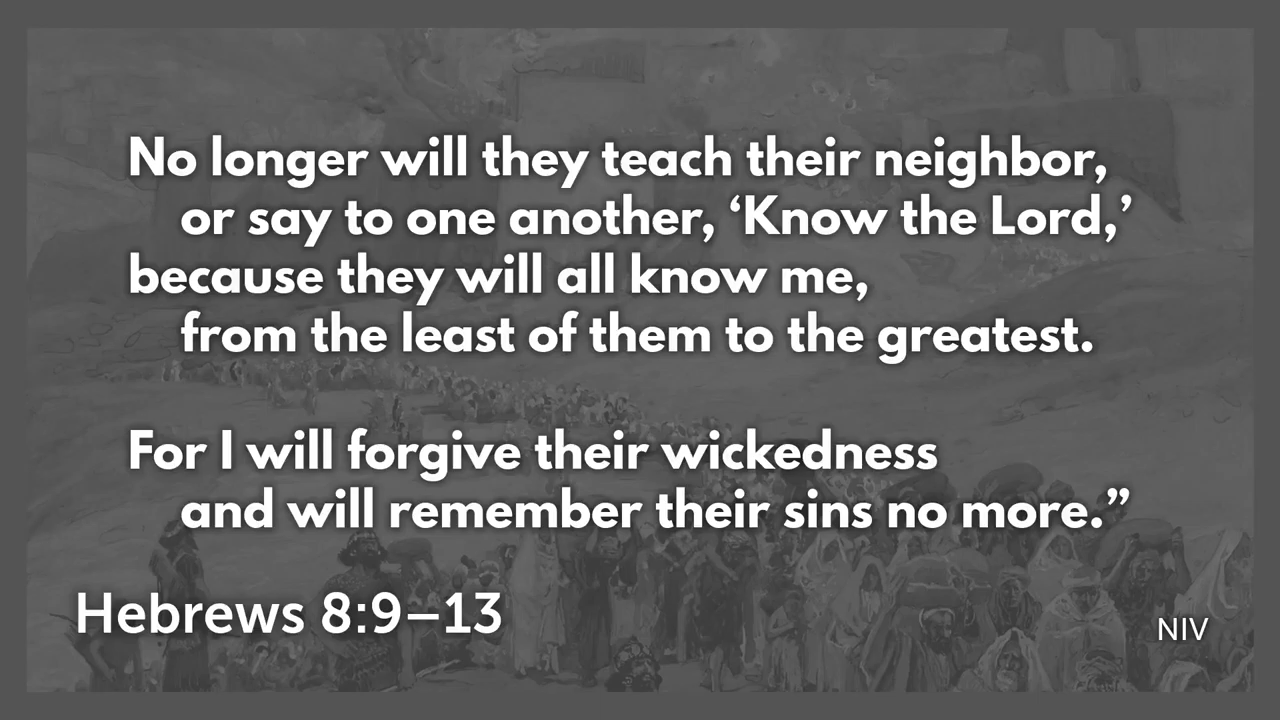 No longer will they teach their neighbor,
or say to one another, ‘Know the Lord,’
because they will all know me,
from the least of them to the greatest.
For I will forgive their wickedness
and will remember their sins no more.”
Hebrews 8:9–13
NIV